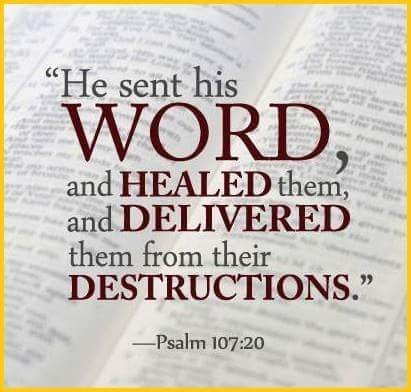 “He sent his
WORD,
and HEALED them,
and DELIVERED
them from their
DESTRUCTIONS.”
—Psalm 107:20